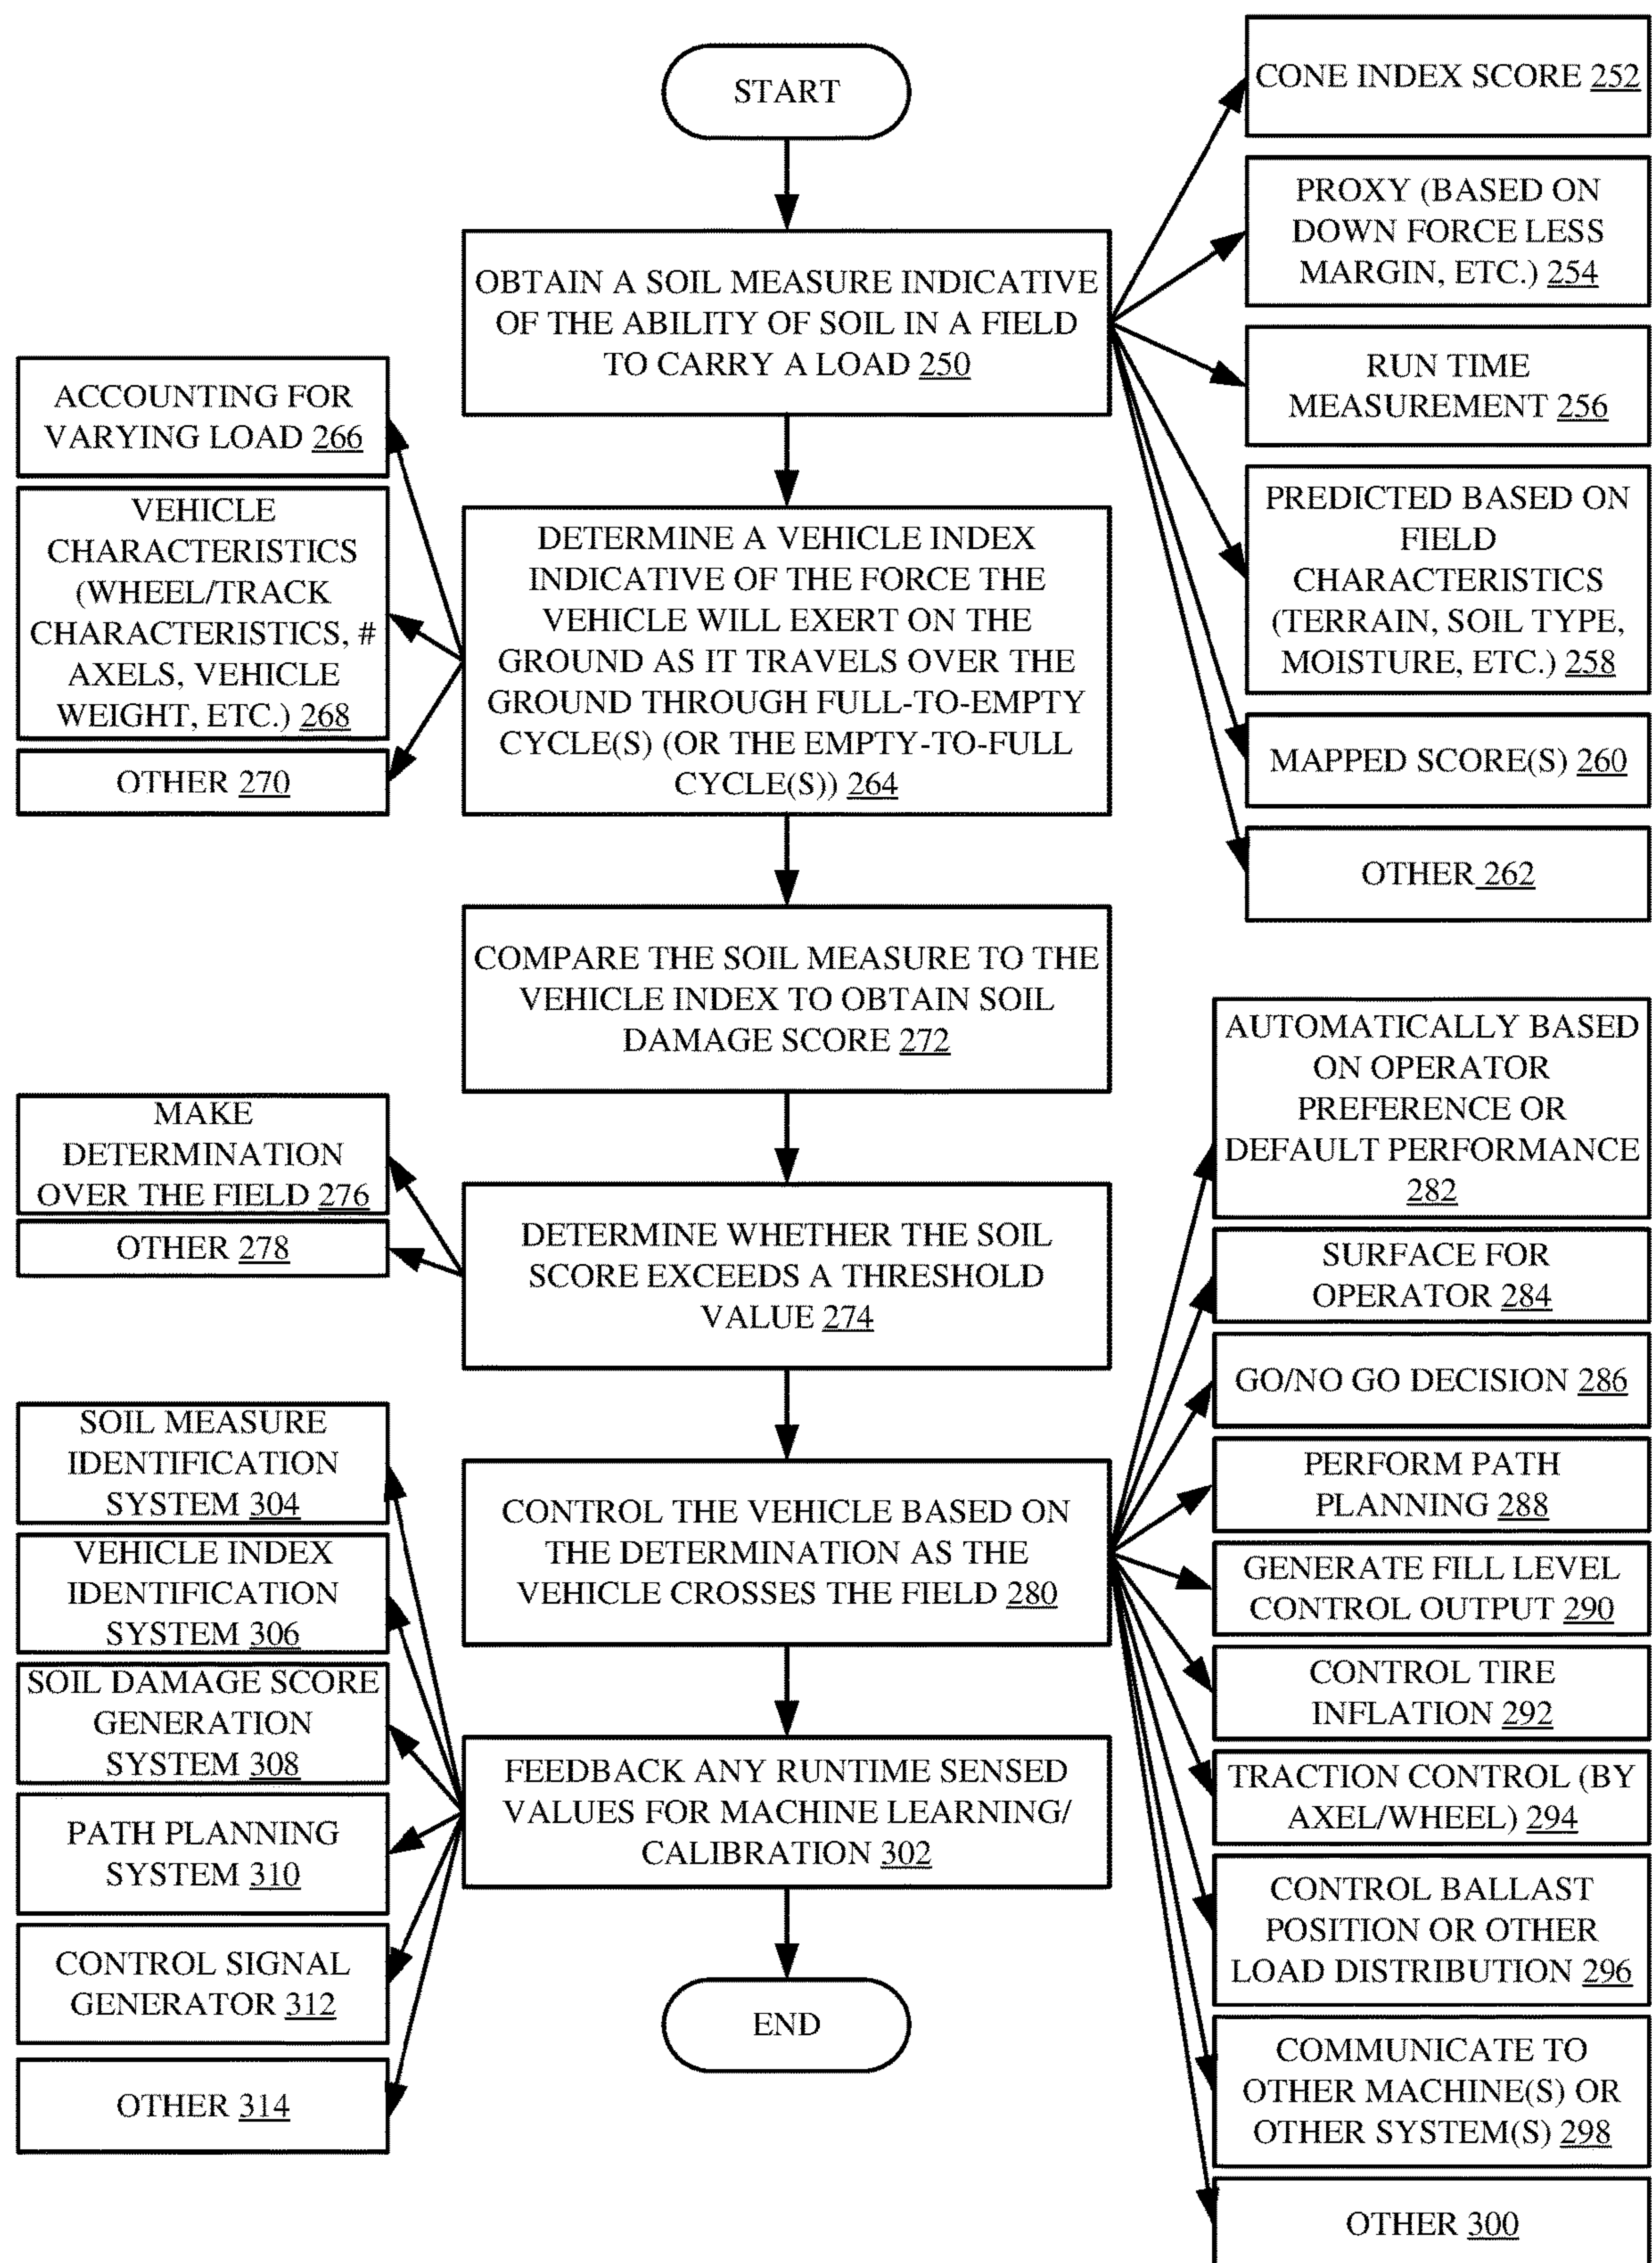 START
CONE INDEX SCORE 252
PROXY (BASED ON
DOWN FORCE LESS
MARGIN, ETC.) 254
OBTAIN A SOIL MEASURE INDICATIVE
OF THE ABILITY OF SOIL IN A FIELD
TO CARRY A LOAD 250
RUN TIME
MEASUREMENT 256
ACCOUNTING FOR
VARYING LOAD 266
PREDICTED BASED ON
FIELD
CHARACTERISTICS
(TERRAIN, SOIL TYPE,
MOISTURE, ETC.) 258
VEHICLE
CHARACTERISTICS
(WHEEL/TRACK
CHARACTERISTICS, #
AXELS, VEHICLE
WEIGHT, ETC.) 268
DETERMINE A VEHICLE INDEX
INDICATIVE OF THE FORCE THE
VEHICLE WILL EXERT ON THE
GROUND AS IT TRAVELS OVER THE
GROUND THROUGH FULL-TO-EMPTY
CYCLE(S) (OR THE EMPTY-TO-FULL
CYCLE(S)) 264
OTHER 270
MAPPED SCORE(S) 260
OTHER 262
COMPARE THE SOIL MEASURE TO THE
VEHICLE INDEX TO OBTAIN SOIL
DAMAGE SCORE 272
AUTOMATICALLY BASED
ON OPERATOR
PREFERENCE OR
DEFAULT PERFORMANCE
282
MAKE
DETERMINATION
OVER THE FIELD 276
OTHER 278
DETERMINE WHETHER THE SOIL
SCORE EXCEEDS A THRESHOLD
VALUE 274
SURFACE FOR
OPERATOR 284
GO/NO GO DECISION 286
SOIL MEASURE
IDENTIFICATION
SYSTEM 304
PERFORM PATH
PLANNING 288
CONTROL THE VEHICLE BASED ON
THE DETERMINATION AS THE
VEHICLE CROSSES THE FIELD 280
VEHICLE INDEX
IDENTIFICATION
SYSTEM 306
GENERATE FILL LEVEL
CONTROL OUTPUT 290
SOIL DAMAGE SCORE
GENERATION
SYSTEM 308
CONTROL TIRE
INFLATION 292
FEEDBACK ANY RUNTIME SENSED
VALUES FOR MACHINE LEARNING/
CALIBRATION 302
TRACTION CONTROL (BY
AXEL/WHEEL) 294
PATH PLANNING
SYSTEM 310
CONTROL BALLAST
POSITION OR OTHER
LOAD DISTRIBUTION 296
CONTROL SIGNAL
GENERATOR 312
END
COMMUNICATE TO
OTHER MACHINE(S) OR
OTHER SYSTEM(S) 298
OTHER 314
OTHER 300